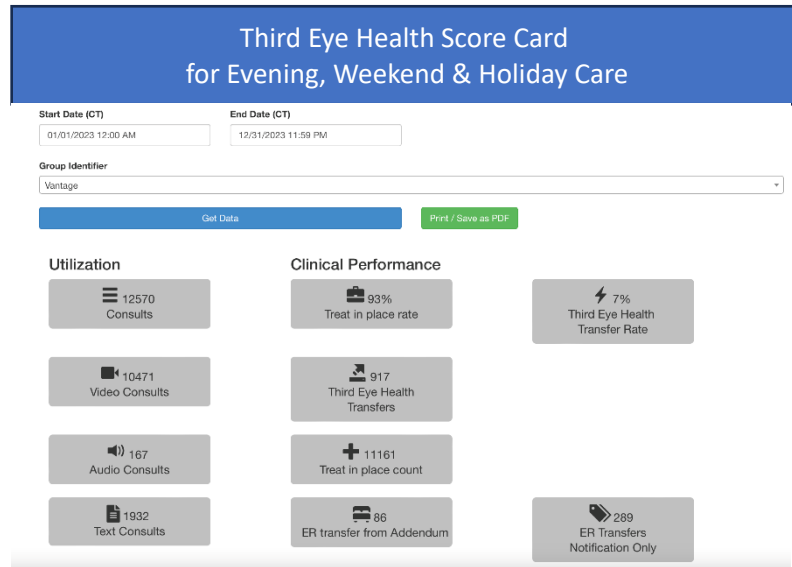 Third Eye Health Score Card
for Evening, Weekend & Holiday Care
Start Date (CT)
End Date (CT)
01/01/2023 12:00 AM
12/31/2023 11:59 PM
Group Identifier
Vantage
Get Data
Print / Save as PDF
Utilization
Clinical Performance
12570
Consults
93%
Treat in place rate
7%
Third Eye Health
Transfer Rate
10471
Video Consults
917
Third Eye Health
Transfers
167
Audio Consults
11161
Treat in place count
1932
Text Consults
86
ER transfer from Addendum
289
ER Transfers
Notification Only